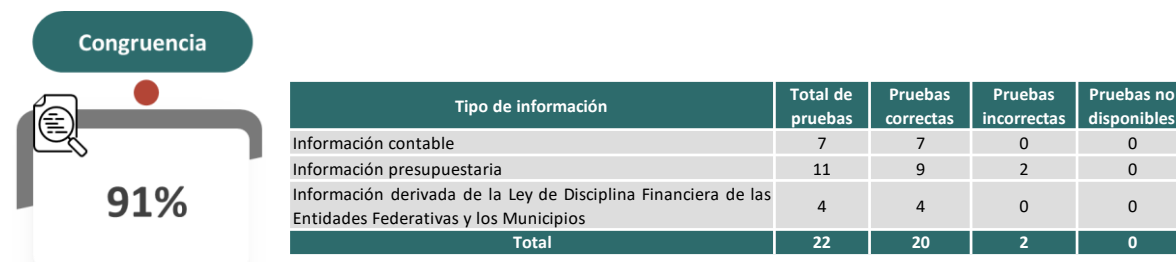 Congruencia
91%
Tipo de información
Total de
pruebas
Pruebas
correctas
Pruebas
incorrectas
Pruebas no
disponibles
Información contable 7 7 0 0
Información presupuestaria 11 9 2 0
Información derivada de la Ley de Disciplina Financiera de las
Entidades Federativas y los Municipios 4 4 0 0
Total 22 20 2 0